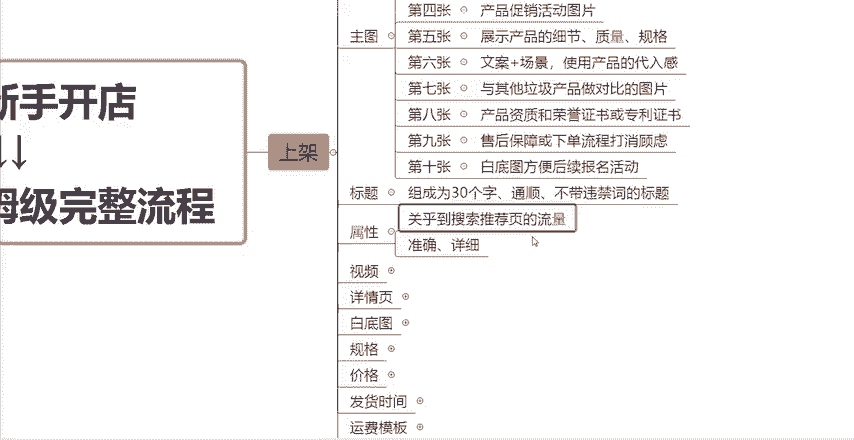 新手开店
↓↓
姆级完整流程
上架
主图
第四张 产品促销活动图片
第五张 展示产品的细节、质量、规格
第六张 文案+场景，使用产品的代入感
第七张 与其他垃圾产品做对比的图片
第八张 产品资质和荣誉证书或专利证书
第九张 售后保障或下单流程打消顾虑
第十张 白底图方便后续报名活动
标题 组成为30个字、通顺、不带违禁词的标题
属性
关乎到搜索推荐页的流量
准确、详细
视频
详情页
白底图
规格
价格
发货时间
运费模板